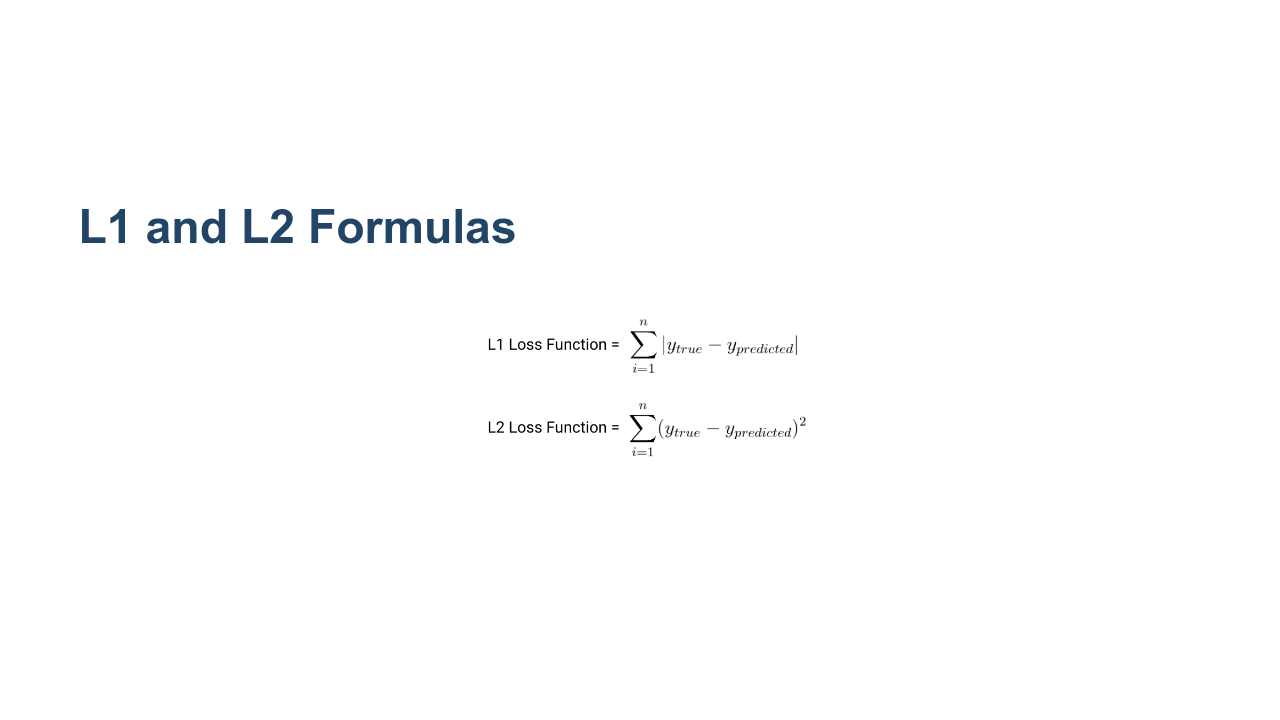 L1 and L2 Formulas
L1 Loss Function = \sum_{i=1}^{n} |y_{true} - y_{predicted}|
L2 Loss Function = \sum_{i=1}^{n} (y_{true} - y_{predicted})^2